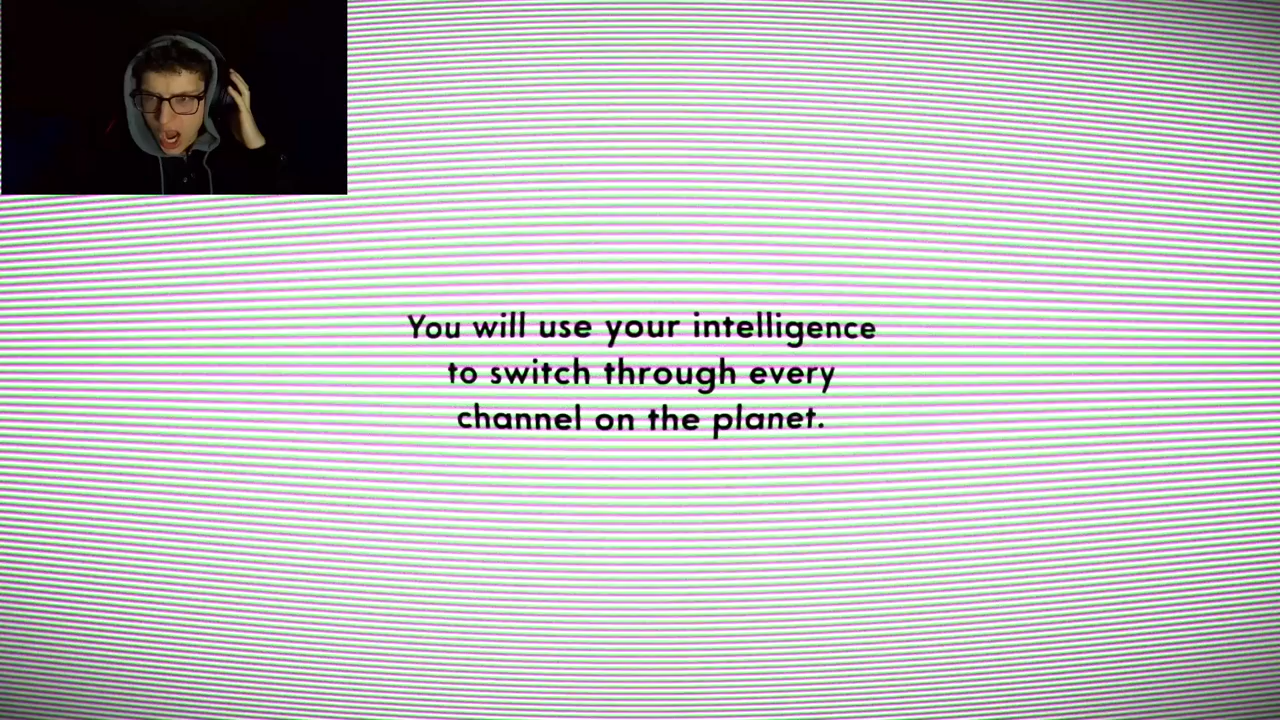 You will use your intelligence
to switch through every
channel on the planet.